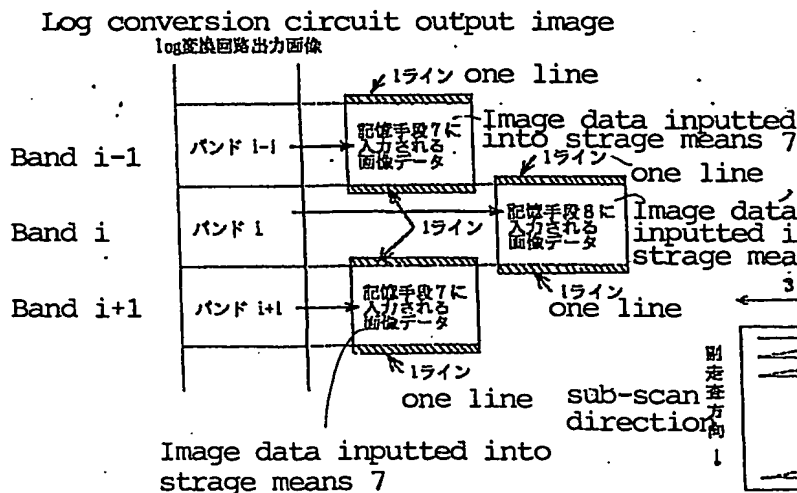 Log conversion circuit output image
log変換回路出力画像
1ライン one line
Band i-1
バンド i-1
記憶手段7に
入力される
画像データ
Image data inputted
into strage means 7
1ライン
one line
Band i
バンド i
1ライン
記憶手段8に
入力される
画像データ
Image data
inputted i
strage mea
Band i+1
バンド i+1
記憶手段7に
入力される
画像データ
1ライン
one line
3
1ライン
one line
sub-scan
direction
副走査方向
Image data inputted into
strage means 7